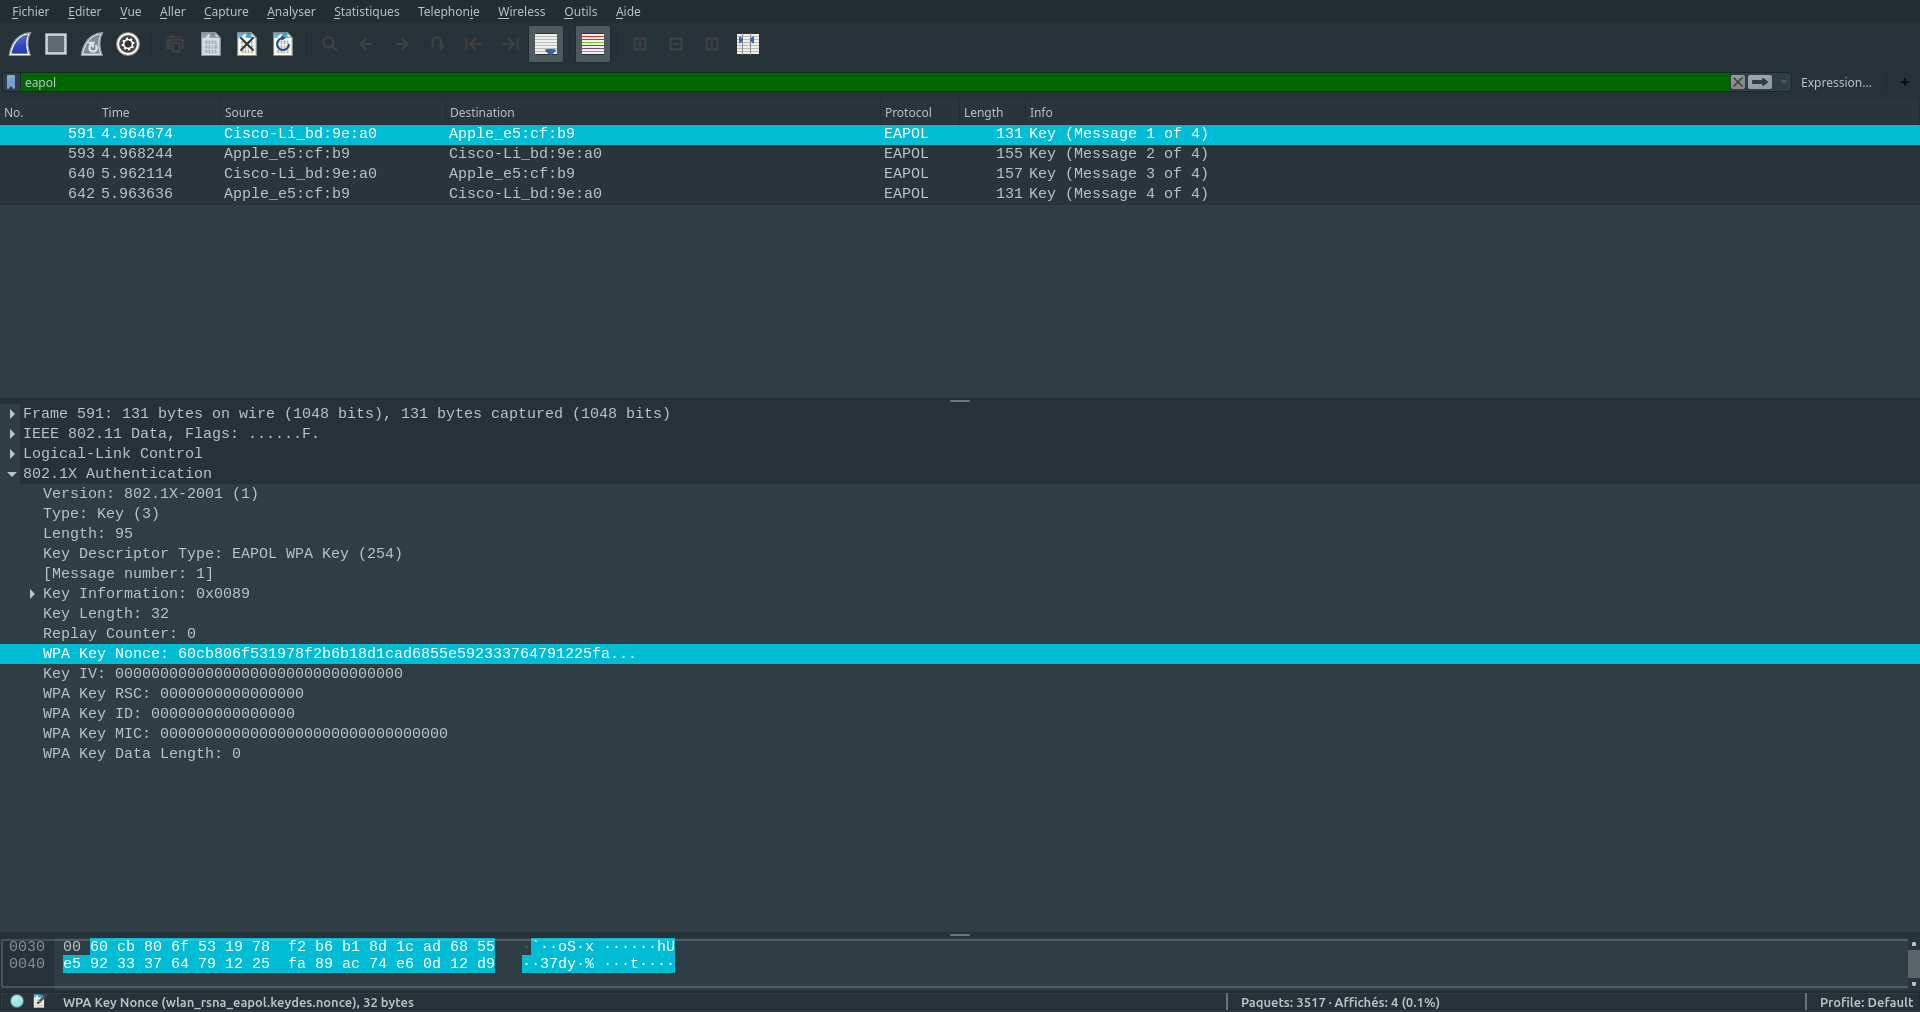 Fichier Editer Vue Aller Capture Analyser Statistiques Telephonie Wireless Outils Aide
eapol Expression... +
No. Time Source Destination Protocol Length Info
591 4.964674 Cisco-Li_bd:9e:a0 Apple_e5:cf:b9 EAPOL 131 Key (Message 1 of 4)
593 4.968244 Apple_e5:cf:b9 Cisco-Li_bd:9e:a0 EAPOL 155 Key (Message 2 of 4)
640 5.962114 Cisco-Li_bd:9e:a0 Apple_e5:cf:b9 EAPOL 157 Key (Message 3 of 4)
642 5.963636 Apple_e5:cf:b9 Cisco-Li_bd:9e:a0 EAPOL 131 Key (Message 4 of 4)
Frame 591: 131 bytes on wire (1048 bits), 131 bytes captured (1048 bits)
IEEE 802.11 Data, Flags: ......F.
Logical-Link Control
802.1X Authentication
Version: 802.1X-2001 (1)
Type: Key (3)
Length: 95
Key Descriptor Type: EAPOL WPA Key (254)
[Message number: 1]
Key Information: 0x0089
Key Length: 32
Replay Counter: 0
WPA Key Nonce: 60cb806f531978f2b6b18d1cad6855e592333764791225fa...
Key IV: 00000000000000000000000000000000
WPA Key RSC: 0000000000000000
WPA Key ID: 0000000000000000
WPA Key MIC: 00000000000000000000000000000000
WPA Key Data Length: 0
0030 00 60 cb 80 6f 53 19 78 f2 b6 b1 8d 1c ad 68 55 ·`··oS·x ······hU
0040 e5 92 33 37 64 79 12 25 fa 89 ac 74 e6 0d 12 d9 ··37dy·% ···t····
WPA Key Nonce (wlan_rsna_eapol.keydes.nonce), 32 bytes Paquets: 3517 · Affichés: 4 (0.1%) Profile: Default